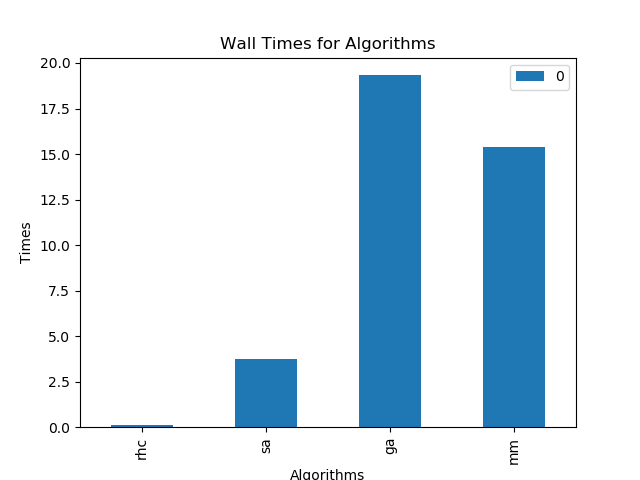 Wall Times for Algorithms
0
20.0
17.5
15.0
12.5
10.0
7.5
5.0
2.5
0.0
Times
rhc
sa
ga
mm
Algorithms